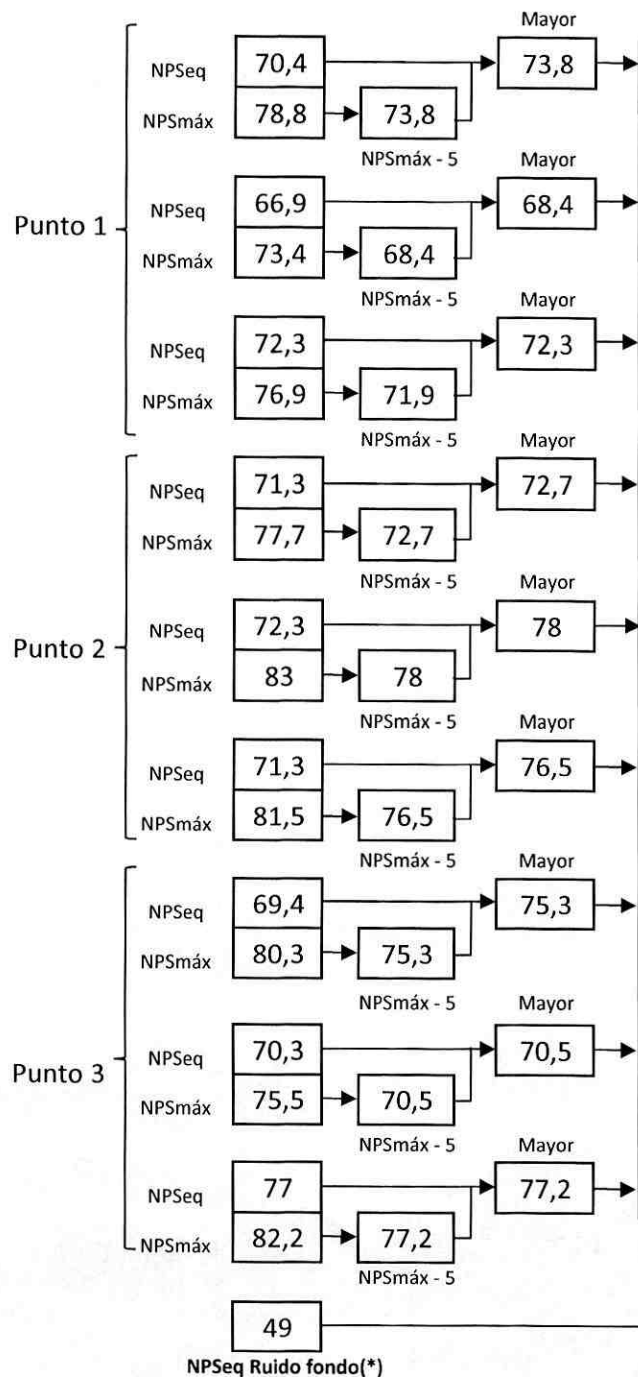 Mayor
NPSeq 70,4 73,8
NPSmáx 78,8 73,8
NPSmáx - 5
Punto 1
Mayor
NPSeq 66,9 68,4
NPSmáx 73,4 68,4
NPSmáx - 5
Mayor
NPSeq 72,3 72,3
NPSmáx 76,9 71,9
NPSmáx - 5
Mayor
NPSeq 71,3 72,7
NPSmáx 77,7 72,7
NPSmáx - 5
Punto 2
Mayor
NPSeq 72,3 78
NPSmáx 83 78
NPSmáx - 5
Mayor
NPSeq 71,3 76,5
NPSmáx 81,5 76,5
NPSmáx - 5
Mayor
NPSeq 69,4 75,3
NPSmáx 80,3 75,3
NPSmáx - 5
Punto 3
Mayor
NPSeq 70,3 70,5
NPSmáx 75,5 70,5
NPSmáx - 5
Mayor
NPSeq 77 77,2
NPSmáx 82,2 77,2
NPSmáx - 5
49
NPSeq Ruido fondo(*)